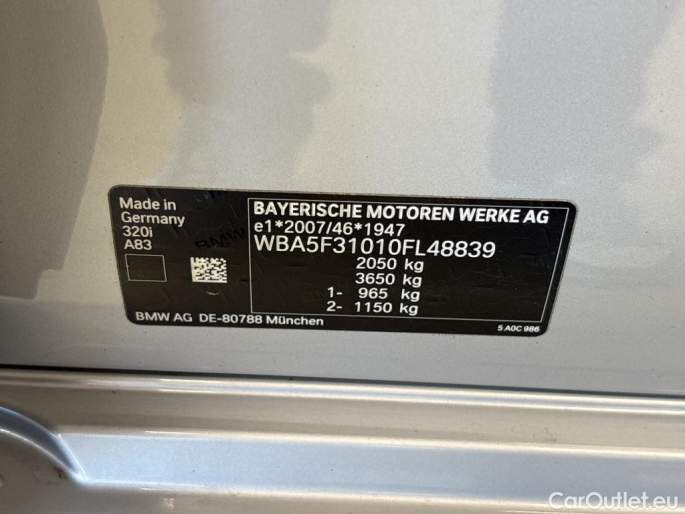 Made in
Germany
320i
A83
BAYERISCHE MOTOREN WERKE AG
e1*2007/46*1947
WBA5F31010FL48839
2050 kg
3650 kg
1- 965 kg
2- 1150 kg
BMW AG DE-80788 München
5 A0C 986
CarOutlet.eu